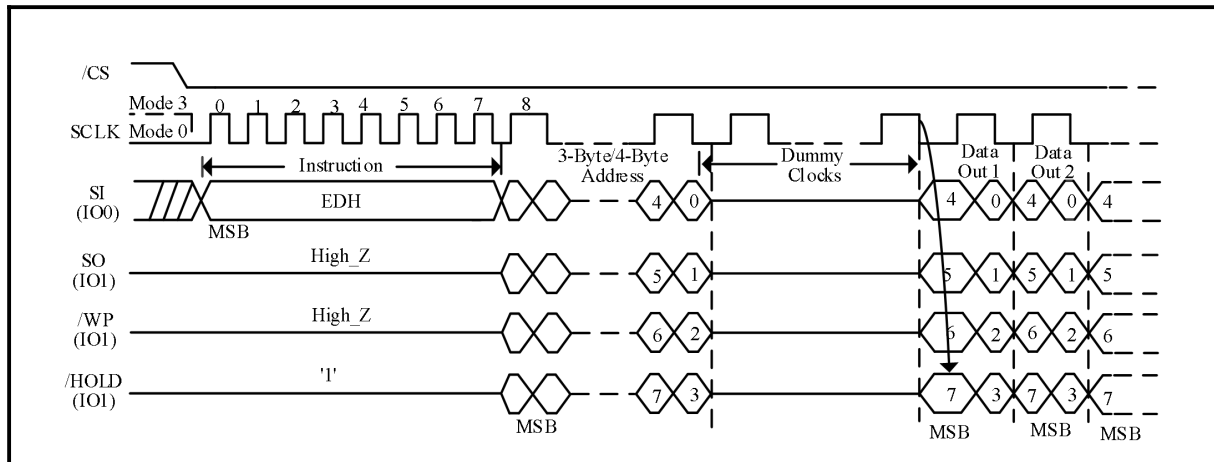 /CS
Mode 3 0 1 2 3 4 5 6 7 8
SCLK Mode 0
Instruction
3-Byte/4-Byte
Address
Dummy
Clocks
Data
Out 1
Data
Out 2
SI
(IO0)
EDH
4 0 4 0 4 0 4
MSB
SO
(IO1)
High_Z
5 1 5 1 5 1 5
/WP
(IO1)
High_Z
6 2 6 2 6 2 6
/HOLD
(IO1)
'1'
7 3 7 3 7 3 7
MSB MSB MSB MSB